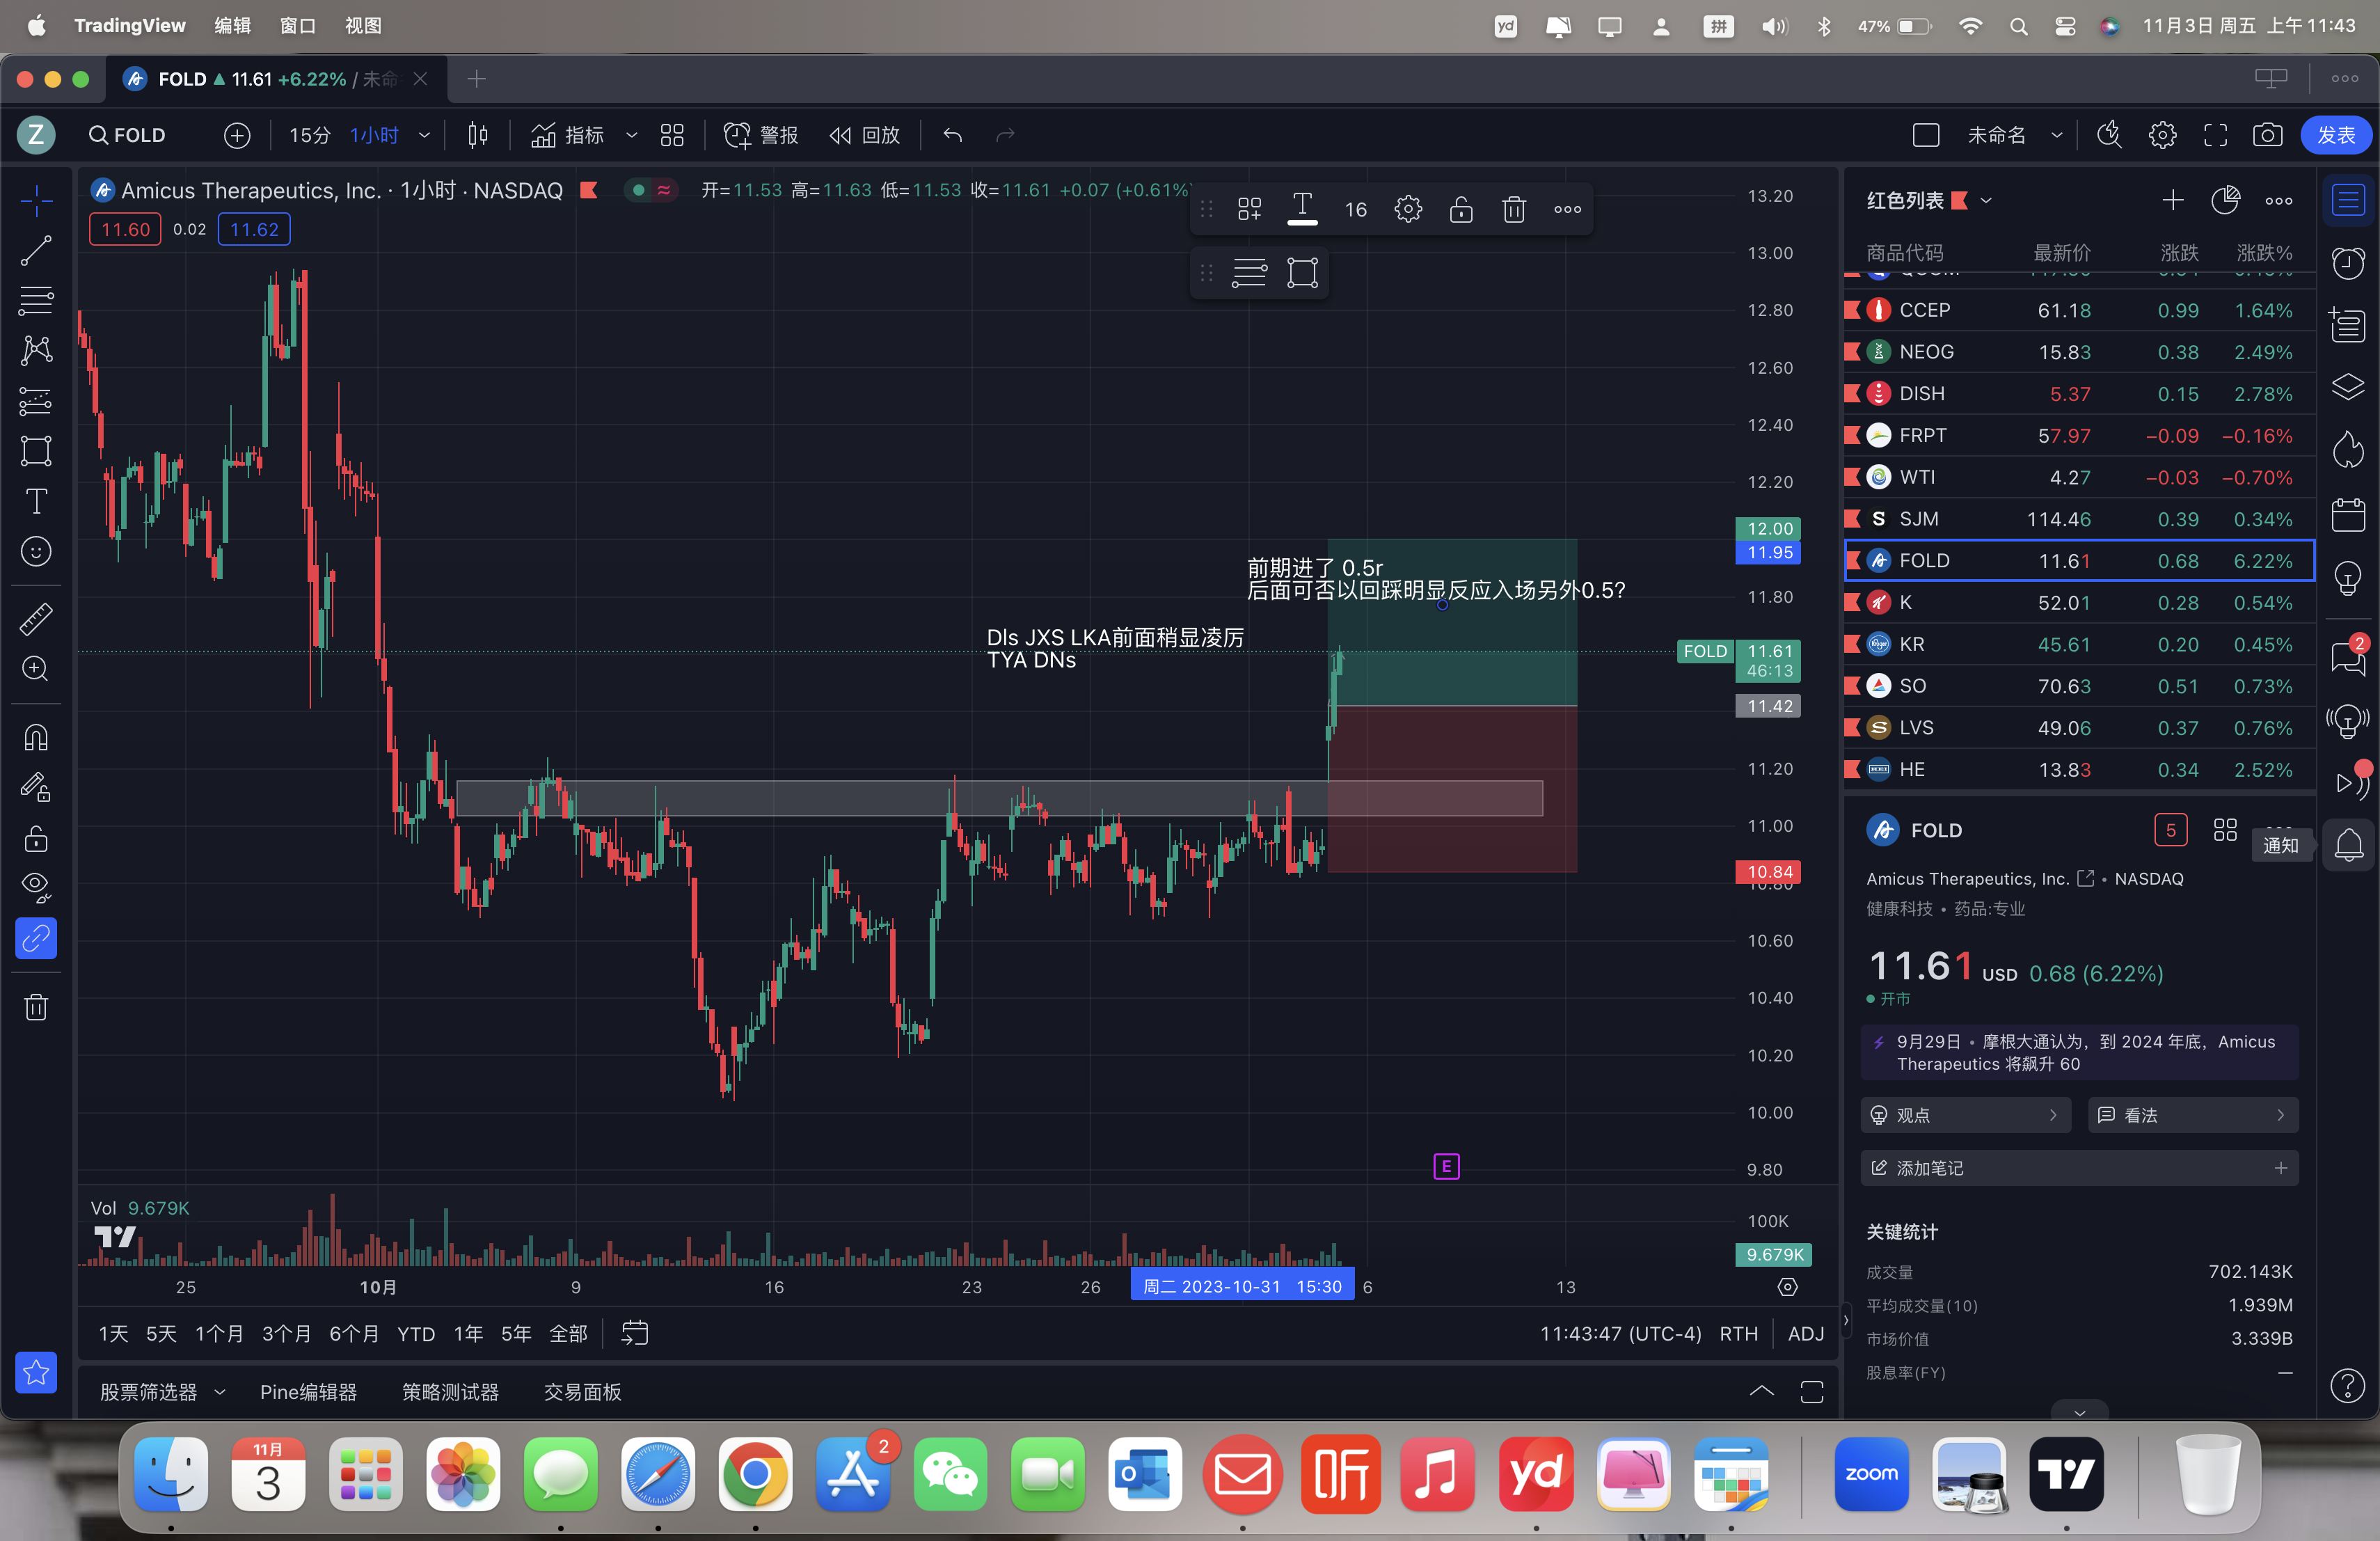 TradingView 编辑 窗口 视图
yd 拼 47% 11月3日 周五 上午 11:43
FOLD ▲ 11.61 +6.22% / 未命
Z FOLD 15分 1小时 指标 警报 回放 未命名 发表
Amicus Therapeutics, Inc. · 1小时 · NASDAQ 开=11.53 高=11.63 低=11.53 收=11.61 +0.07 (+0.61%)
11.60 0.02 11.62
16
13.20
13.00
12.80
12.60
12.40
12.20
12.00
11.95
11.80
FOLD 11.61
46:13
11.42
11.20
11.00
10.84
10.80
10.60
10.40
10.20
10.00
9.80
前期进了 0.5r
后面可否以回踩明显反应入场另外0.5?
Dls JXS LKA前面稍显凌厉
TYA DNs
E
Vol 9.679K
100K
9.679K
25 10月 9 16 23 26 周二 2023-10-31 15:30 6 13
1天 5天 1个月 3个月 6个月 YTD 1年 5年 全部 11:43:47 (UTC-4) RTH ADJ
股票筛选器 Pine编辑器 策略测试器 交易面板
红色列表
商品代码 最新价 涨跌 涨跌%
CCEP 61.18 0.99 1.64%
NEOG 15.83 0.38 2.49%
DISH 5.37 0.15 2.78%
FRPT 57.97 −0.09 −0.16%
WTI 4.27 −0.03 −0.70%
SJM 114.46 0.39 0.34%
FOLD 11.61 0.68 6.22%
K 52.01 0.28 0.54%
KR 45.61 0.20 0.45%
SO 70.63 0.51 0.73%
LVS 49.06 0.37 0.76%
HE 13.83 0.34 2.52%
2
FOLD 5
通知
Amicus Therapeutics, Inc. • NASDAQ
健康科技 • 药品:专业
11.61 USD 0.68 (6.22%)
开市
9月29日 • 摩根大通认为，到 2024 年底，Amicus
Therapeutics 将飙升 60
观点 看法
添加笔记
关键统计
成交量 702.143K
平均成交量(10) 1.939M
市场价值 3.339B
股息率(FY) —
11月
3
2
听
yd
zoom